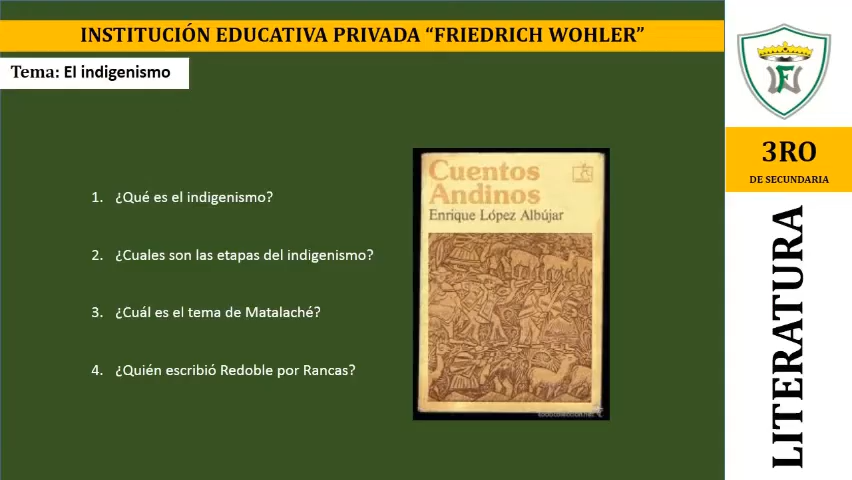 INSTITUCIÓN EDUCATIVA PRIVADA “FRIEDRICH WOHLER”
Tema: El indigenismo
1. ¿Qué es el indigenismo?
2. ¿Cuales son las etapas del indigenismo?
3. ¿Cuál es el tema de Matalaché?
4. ¿Quién escribió Redoble por Rancas?
Cuentos
Andinos
Enrique López Albújar
3RO
DE SECUNDARIA
LITERATURA